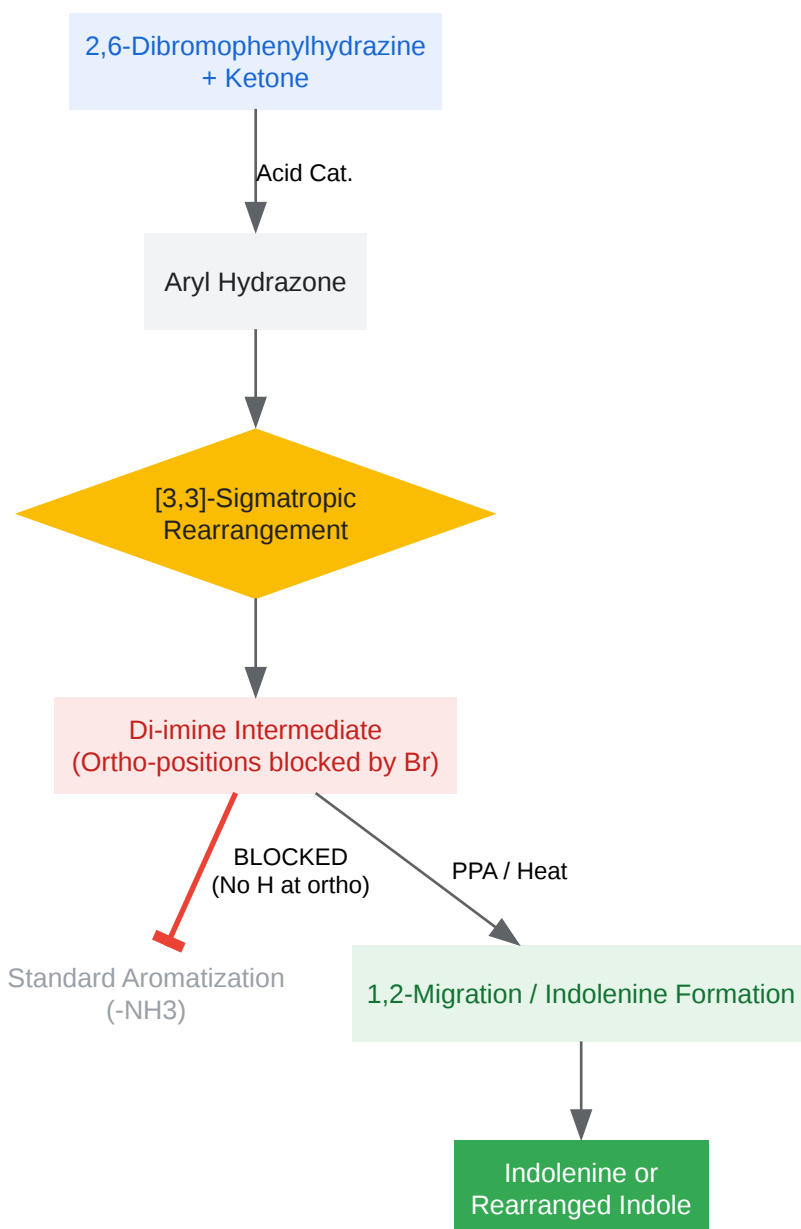 2,6-Dibromophenylhydrazine
+ Ketone
Acid Cat.
Aryl Hydrazone
[3,3]-Sigmatropic
Rearrangement
Di-imine Intermediate
(Ortho-positions blocked by Br)
BLOCKED
(No H at ortho)
PPA / Heat
Standard Aromatization
(-NH3)
1,2-Migration / Indolenine Formation
Indolenine or
Rearranged Indole